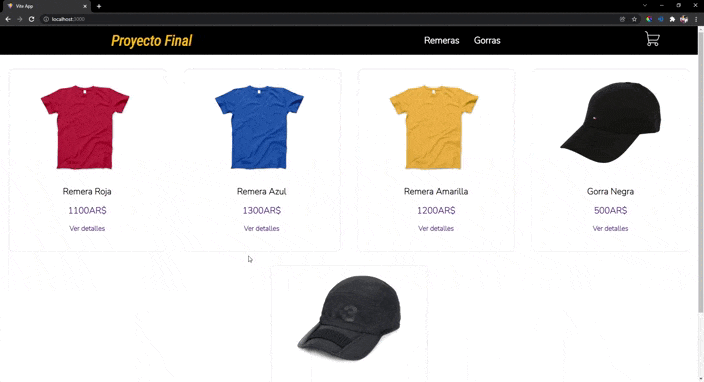 Vite App
localhost:3000
Proyecto Final
Remeras Gorras
Remera Roja
1100AR$
Ver detalles
Remera Azul
1300AR$
Ver detalles
Remera Amarilla
1200AR$
Ver detalles
Gorra Negra
500AR$
Ver detalles